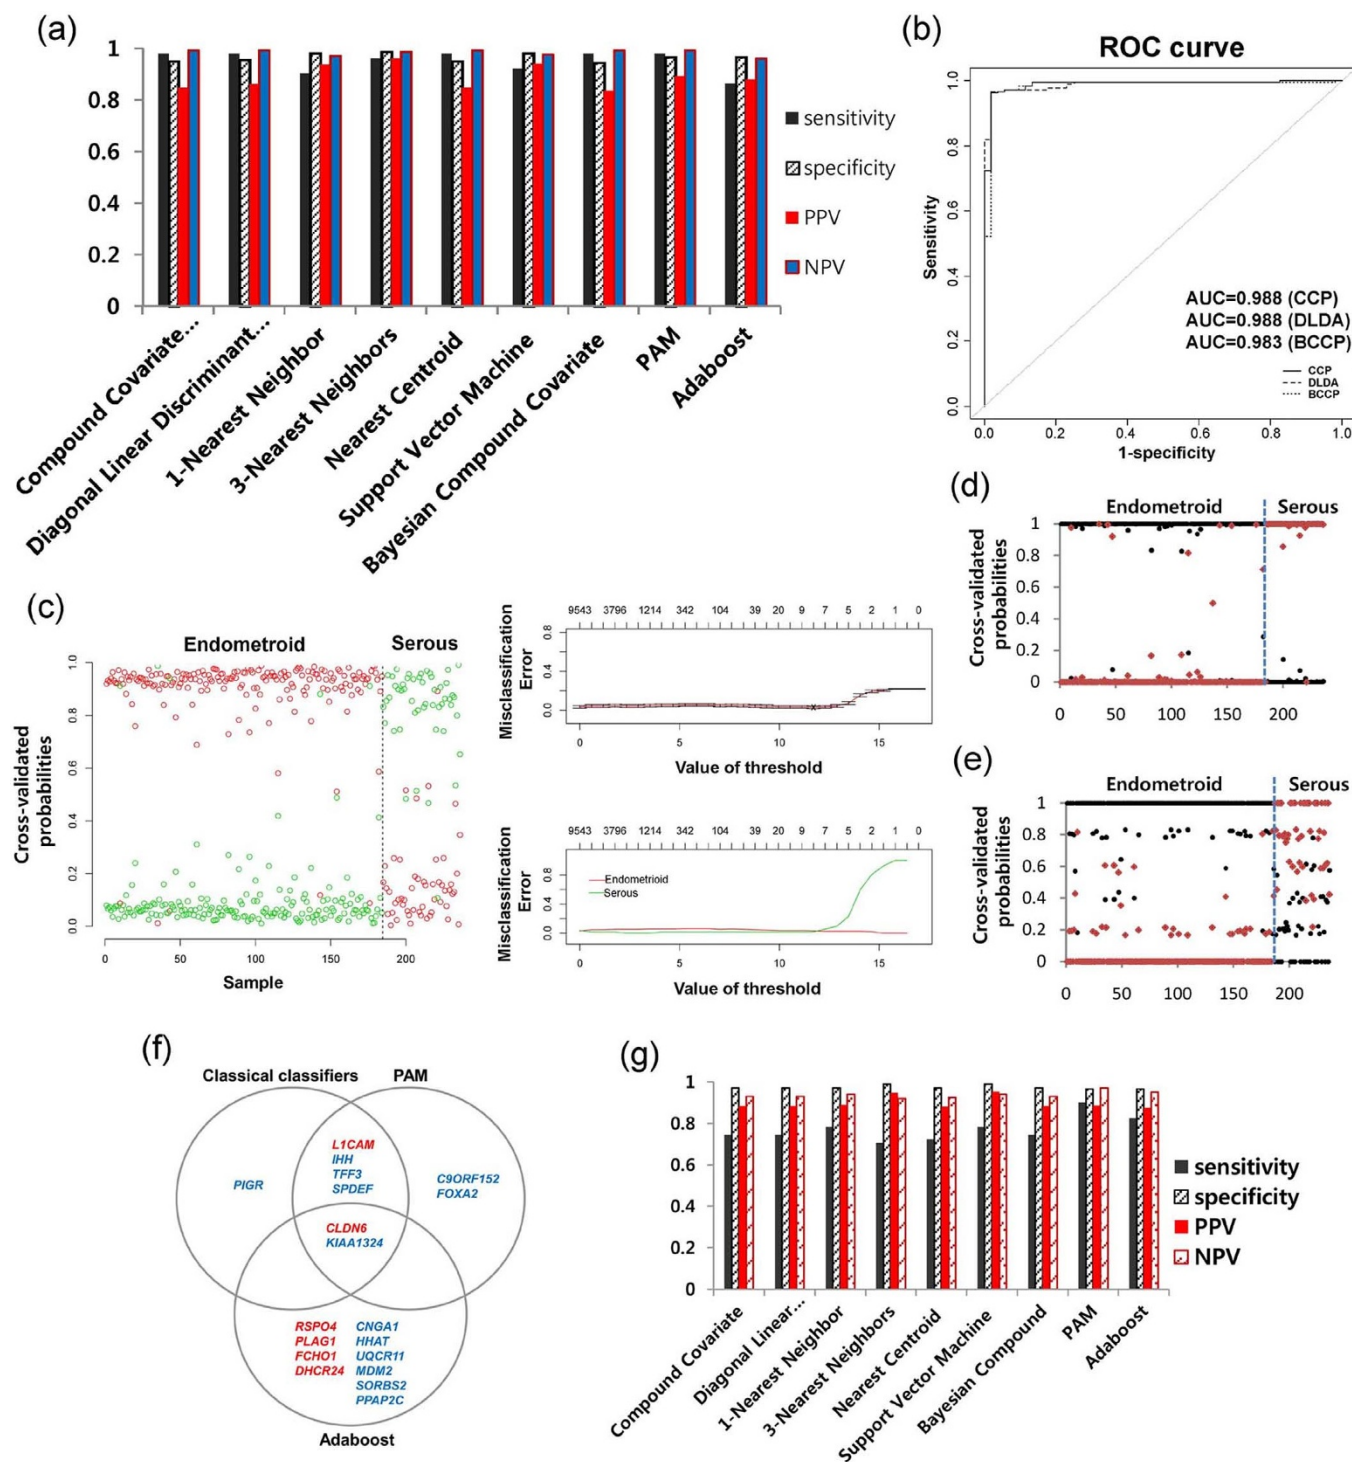 (a)
1
0.8
0.6
0.4
0.2
0
sensitivity
specificity
PPV
NPV
Compound Covariate...
Diagonal Linear Discriminant...
1-Nearest Neighbor
3-Nearest Neighbors
Nearest Centroid
Support Vector Machine
Bayesian Compound Covariate
PAM
Adaboost
(b)
ROC curve
Sensitivity
1.0
0.8
0.6
0.4
0.2
0.0
AUC=0.988 (CCP)
AUC=0.988 (DLDA)
AUC=0.983 (BCCP)
CCP
DLDA
BCCP
0.0 0.2 0.4 0.6 0.8 1.0
1-specificity
(c)
Endometroid Serous
Cross-validated
probabilities
1.0
0.8
0.6
0.4
0.2
0.0
0 50 100 150 200
Sample
9543 3796 1214 342 104 39 20 9 7 5 2 1 0
Misclassification
Error
0.8
0.4
0.0
0 5 10 15
Value of threshold
9543 3796 1214 342 104 39 20 9 7 5 2 1 0
Misclassification
Error
0.8
0.4
0.0
Endometrioid
Serous
0 5 10 15
Value of threshold
(d)
Endometroid Serous
Cross-validated
probabilities
1
0.8
0.6
0.4
0.2
0
0 50 100 150 200
(e)
Endometroid Serous
Cross-validated
probabilities
1
0.8
0.6
0.4
0.2
0
0 50 100 150 200
(f)
Classical classifiers PAM
PIGR
L1CAM
IHH
TFF3
SPDEF
C9ORF152
FOXA2
CLDN6
KIAA1324
RSPO4 CNGA1
PLAG1 HHAT
FCHO1 UQCR11
DHCR24 MDM2
SORBS2
PPAP2C
Adaboost
(g)
1
0.8
0.6
0.4
0.2
0
sensitivity
specificity
PPV
NPV
Compound Covariate
Diagonal Linear...
1-Nearest Neighbor
3-Nearest Neighbors
Nearest Centroid
Support Vector Machine
Bayesian Compound
PAM
Adaboost